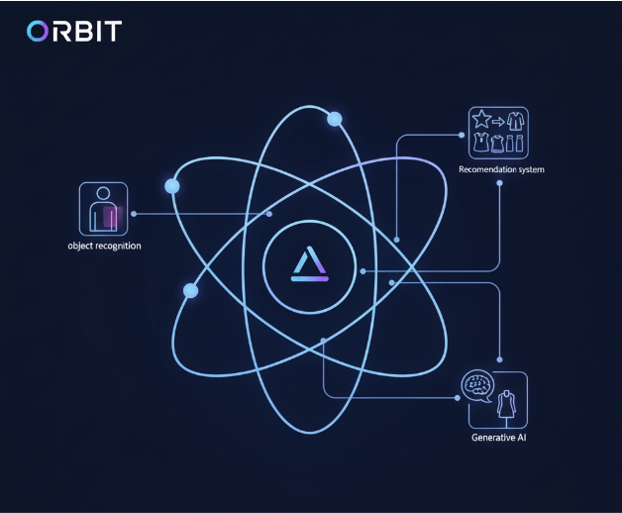 ORBIT
Recomendation system
object recognition
Generative AI